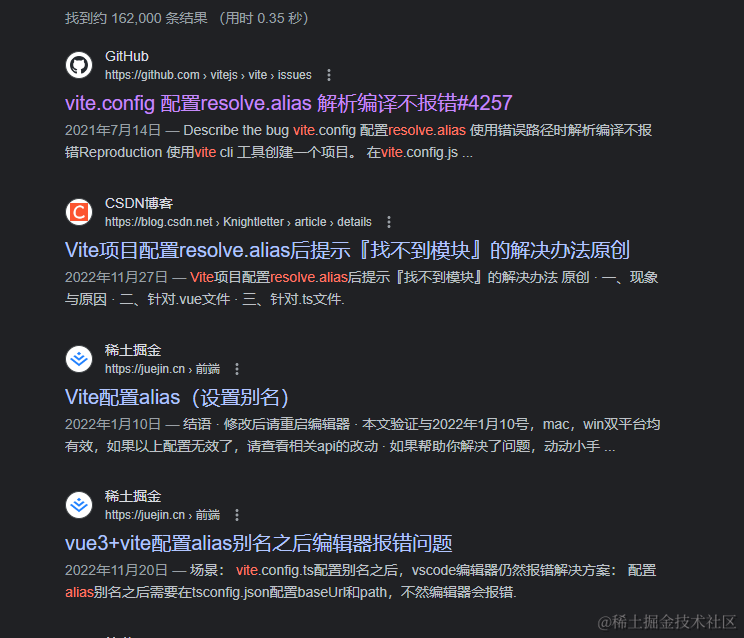 找到约 162,000 条结果 （用时 0.35 秒）
GitHub
https://github.com › vitejs › vite › issues
vite.config 配置resolve.alias 解析编译不报错#4257
2021年7月14日 — Describe the bug vite.config 配置resolve.alias 使用错误路径时解析编译不报
错Reproduction 使用vite cli 工具创建一个项目。 在vite.config.js ...
CSDN博客
https://blog.csdn.net › Knightletter › article › details
Vite项目配置resolve.alias后提示『找不到模块』的解决办法原创
2022年11月27日 — Vite项目配置resolve.alias后提示『找不到模块』的解决办法 原创 · 一、现象
与原因 · 二、针对.vue文件 · 三、针对.ts文件.
稀土掘金
https://juejin.cn › 前端
Vite配置alias（设置别名）
2022年1月10日 — 结语 · 修改后请重启编辑器 · 本文验证与2022年1月10号，mac，win双平台均
有效，如果以上配置无效了，请查看相关api的改动 · 如果帮助你解决了问题，动动小手 ...
稀土掘金
https://juejin.cn › 前端
vue3+vite配置alias别名之后编辑器报错问题
2022年11月20日 — 场景： vite.config.ts配置别名之后，vscode编辑器仍然报错解决方案： 配置
alias别名之后需要在tsconfig.json配置baseUrl和path，不然编辑器会报错.
@稀土掘金技术社区